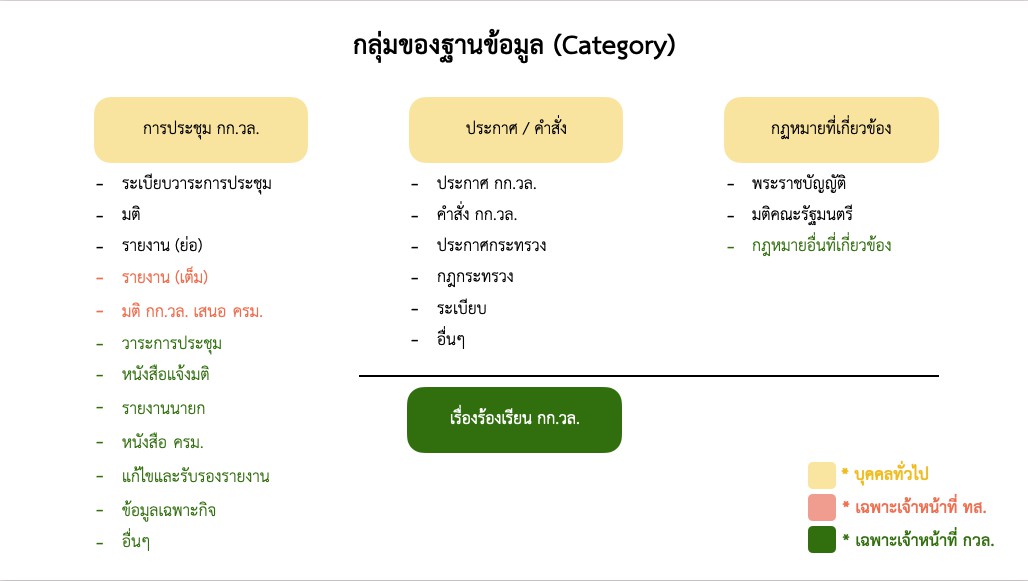 กลุ่มของฐานข้อมูล (Category)
การประชุม กก.วล.
- ระเบียบวาระการประชุม
- มติ
- รายงาน (ย่อ)
- รายงาน (เต็ม)
- มติ กก.วล. เสนอ ครม.
- วาระการประชุม
- หนังสือแจ้งมติ
- รายงานนายก
- หนังสือ ครม.
- แก้ไขและรับรองรายงาน
- ข้อมูลเฉพาะกิจ
- อื่นๆ
ประกาศ / คำสั่ง
- ประกาศ กก.วล.
- คำสั่ง กก.วล.
- ประกาศกระทรวง
- กฎกระทรวง
- ระเบียบ
- อื่นๆ
กฏหมายที่เกี่ยวข้อง
- พระราชบัญญัติ
- มติคณะรัฐมนตรี
- กฎหมายอื่นที่เกี่ยวข้อง
เรื่องร้องเรียน กก.วล.
* บุคคลทั่วไป
* เฉพาะเจ้าหน้าที่ ทส.
* เฉพาะเจ้าหน้าที่ กวล.